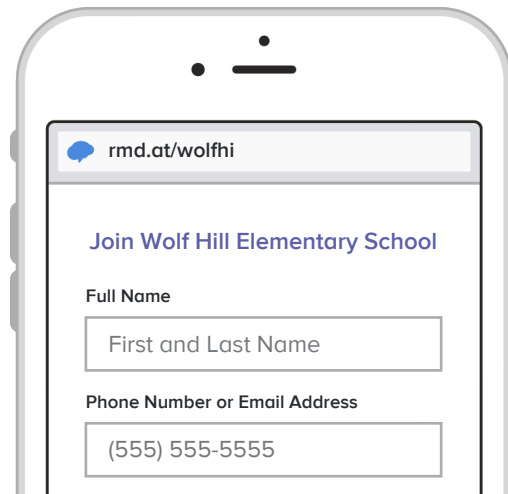 rmd.at/wolfhi
Join Wolf Hill Elementary School
Full Name
First and Last Name
Phone Number or Email Address
(555) 555-5555